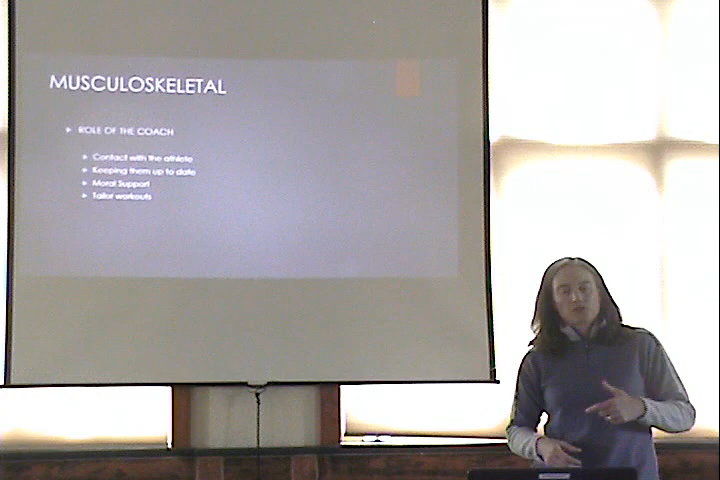 MUSCULOSKELETAL
ROLE OF THE COACH
Contact with the athlete
Keeping them up to date
Moral Support
Tailor workouts